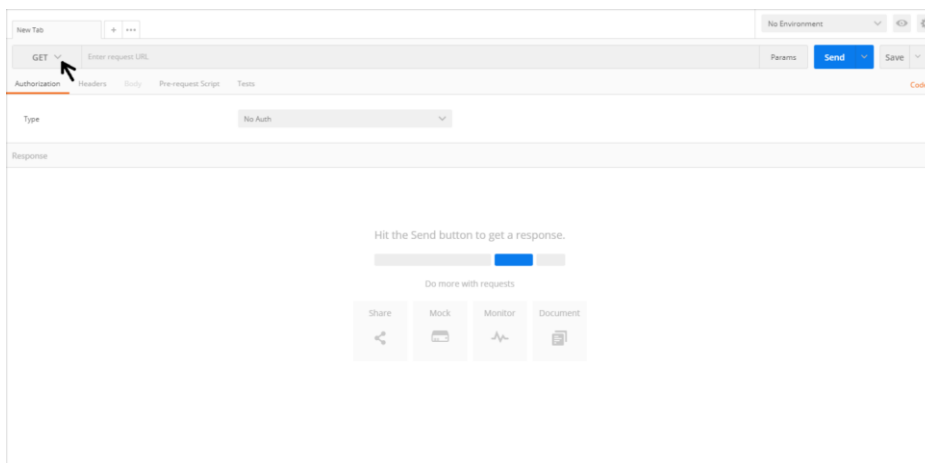 New Tab
No Environment
GET Enter request URL Params Send Save
Authorization Headers Body Pre-request Script Tests Code
Type No Auth
Response
Hit the Send button to get a response.
Do more with requests
Share Mock Monitor Document